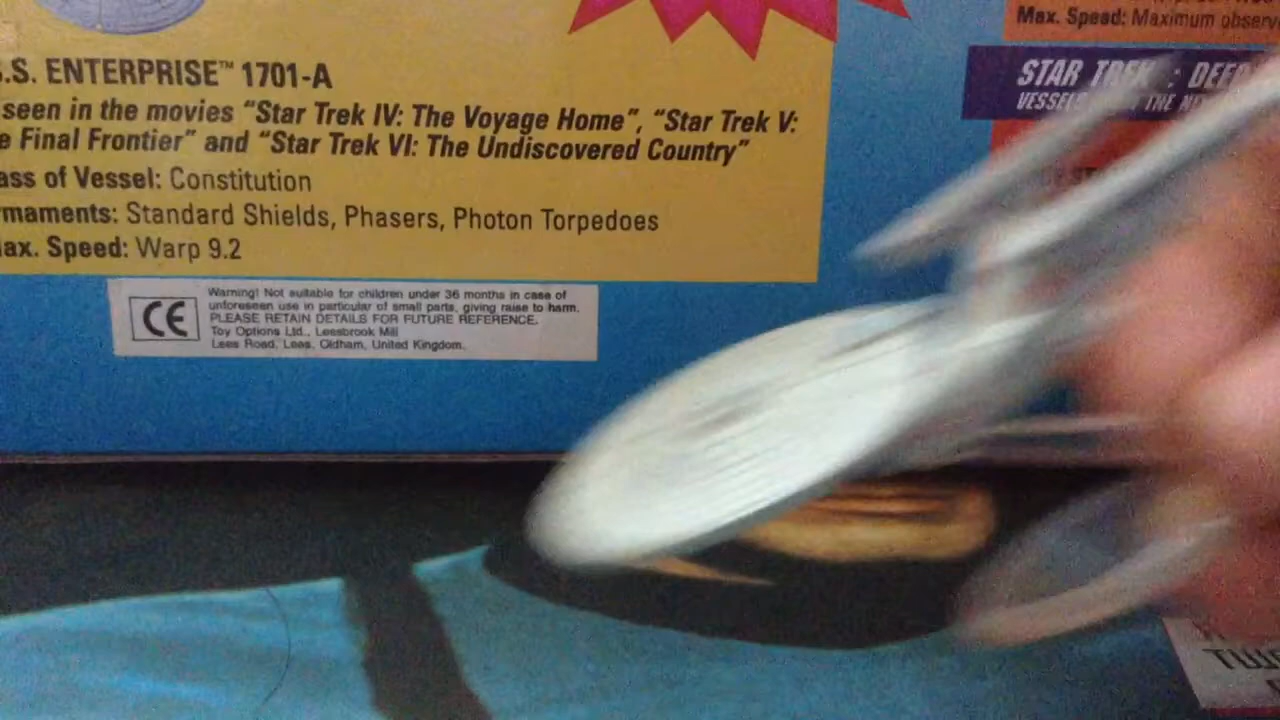 .S. ENTERPRISE™ 1701-A
seen in the movies "Star Trek IV: The Voyage Home", "Star Trek V:
e Final Frontier" and "Star Trek VI: The Undiscovered Country"
ass of Vessel: Constitution
maments: Standard Shields, Phasers, Photon Torpedoes
ax. Speed: Warp 9.2
CE
Warning! Not suitable for children under 36 months in case of
unforeseen use in particular of small parts, giving raise to harm.
PLEASE RETAIN DETAILS FOR FUTURE REFERENCE.
Toy Options Ltd., Leesbrook Mill
Lees Road, Lees, Oldham, United Kingdom.
Max. Speed: Maximum observ
STAR TREK : DEEP
VESSELS THE